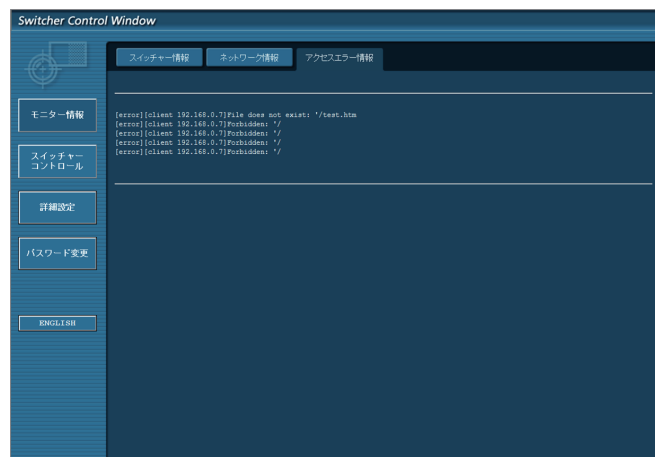 Switcher Control Window
スイッチャー情報
ネットワーク情報
アクセスエラー情報
モニター情報
スイッチャー
コントロール
詳細設定
パスワード変更
ENGLISH
[error][client 192.168.0.7]File does not exist: '/test.htm
[error][client 192.168.0.7]Forbidden: '/
[error][client 192.168.0.7]Forbidden: '/
[error][client 192.168.0.7]Forbidden: '/
[error][client 192.168.0.7]Forbidden: '/